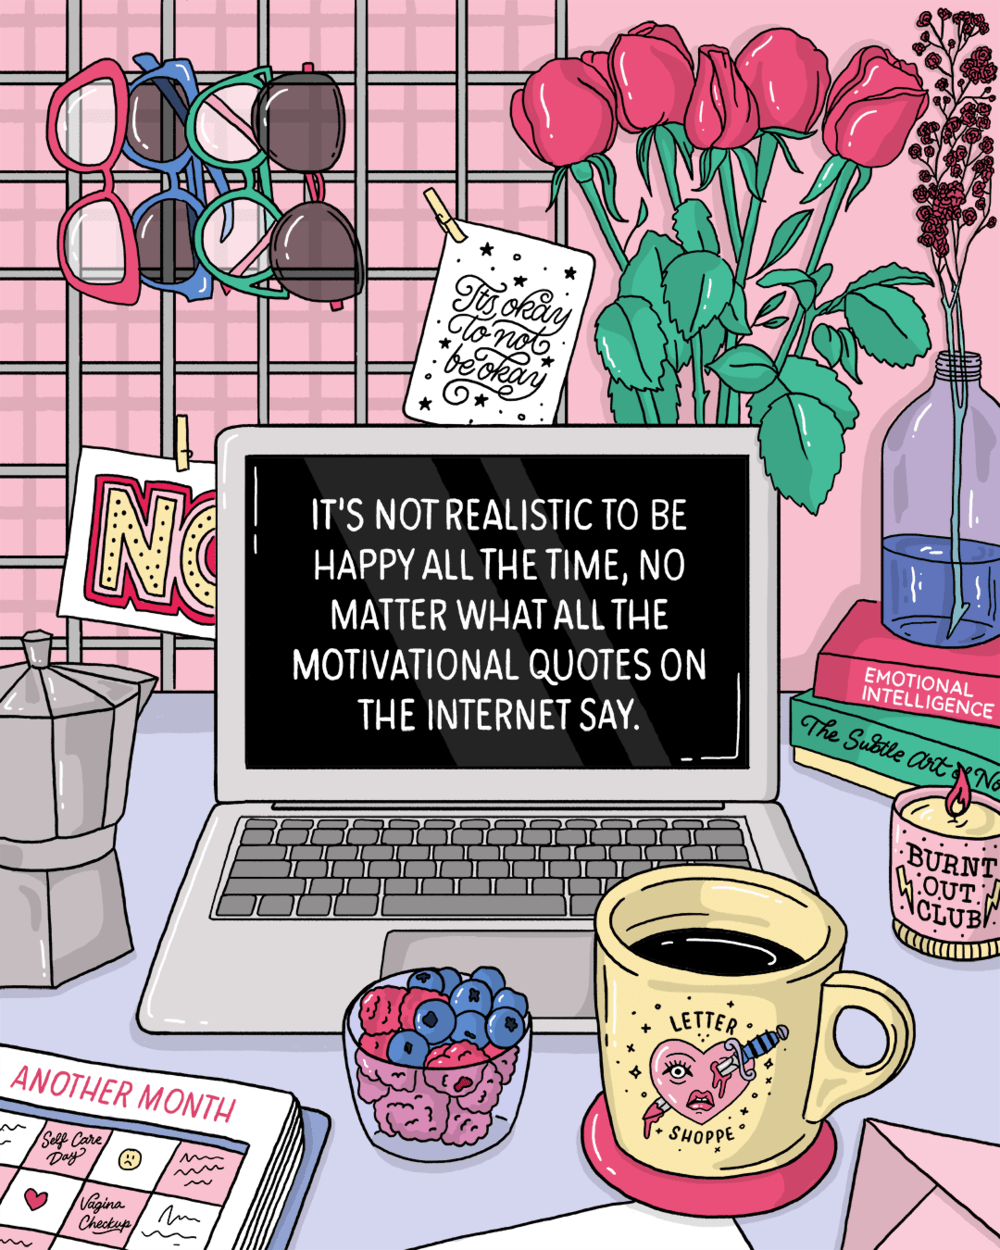 It's okay
to not
be okay
NO
IT'S NOT REALISTIC TO BE
HAPPY ALL THE TIME, NO
MATTER WHAT ALL THE
MOTIVATIONAL QUOTES ON
THE INTERNET SAY.
EMOTIONAL
INTELLIGENCE
The Subtle Art of No
BURNT
OUT
CLUB
LETTER
SHOPPE
ANOTHER MONTH
Self Care
Day
Vagina
Checkup